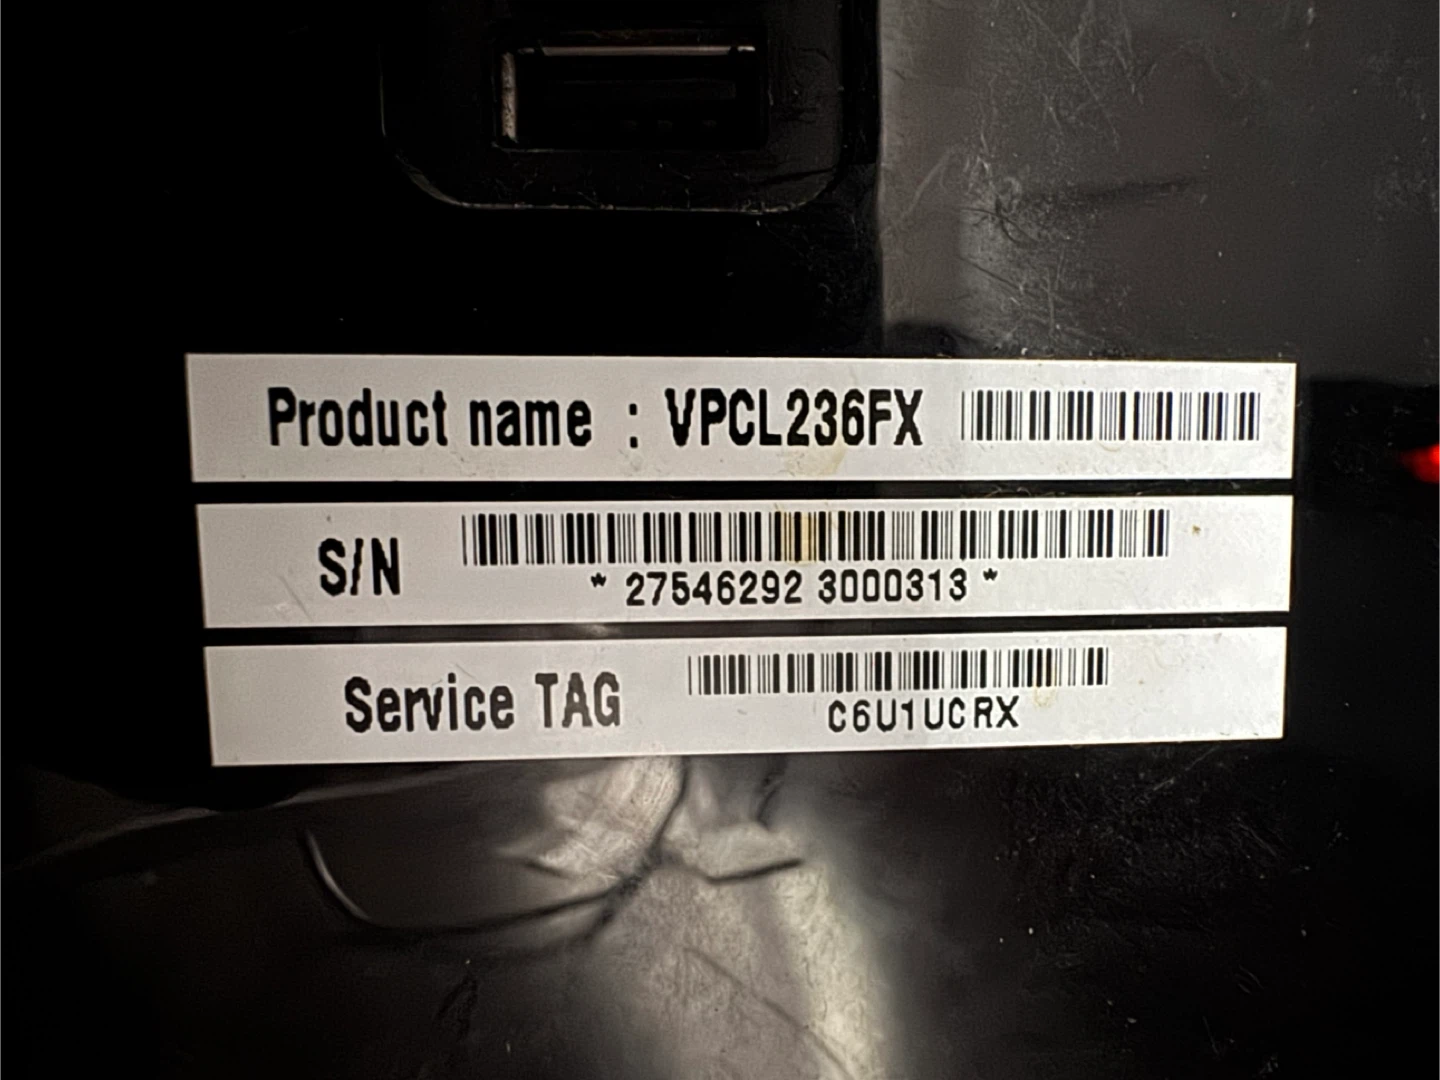 Product name : VPCL236FX
S/N
* 27546292 3000313 *
Service TAG
C6U1UCRX